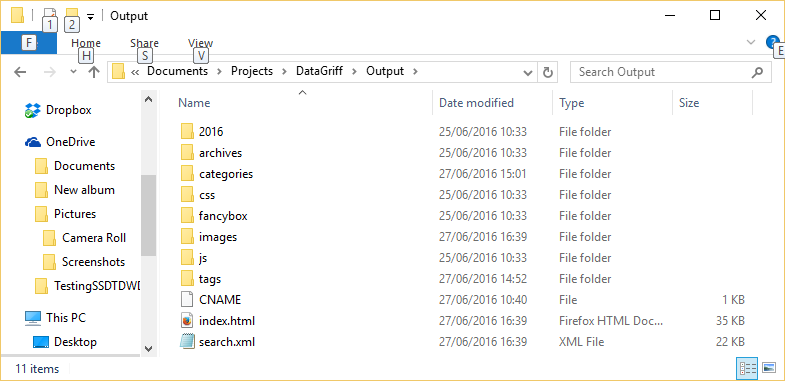 1 2 Output
F Home Share View
H S V E
« Documents > Projects > DataGriff > Output > Search Output
Name Date modified Type Size
Dropbox
OneDrive
Documents
New album
Pictures
Camera Roll
Screenshots
TestingSSDTDWD
This PC
Desktop
2016 25/06/2016 10:33 File folder
archives 25/06/2016 10:33 File folder
categories 27/06/2016 15:01 File folder
css 25/06/2016 10:33 File folder
fancybox 25/06/2016 10:33 File folder
images 27/06/2016 16:39 File folder
js 25/06/2016 10:33 File folder
tags 27/06/2016 14:52 File folder
CNAME 27/06/2016 10:40 File 1 KB
index.html 27/06/2016 16:39 Firefox HTML Doc... 35 KB
search.xml 27/06/2016 16:39 XML File 22 KB
11 items